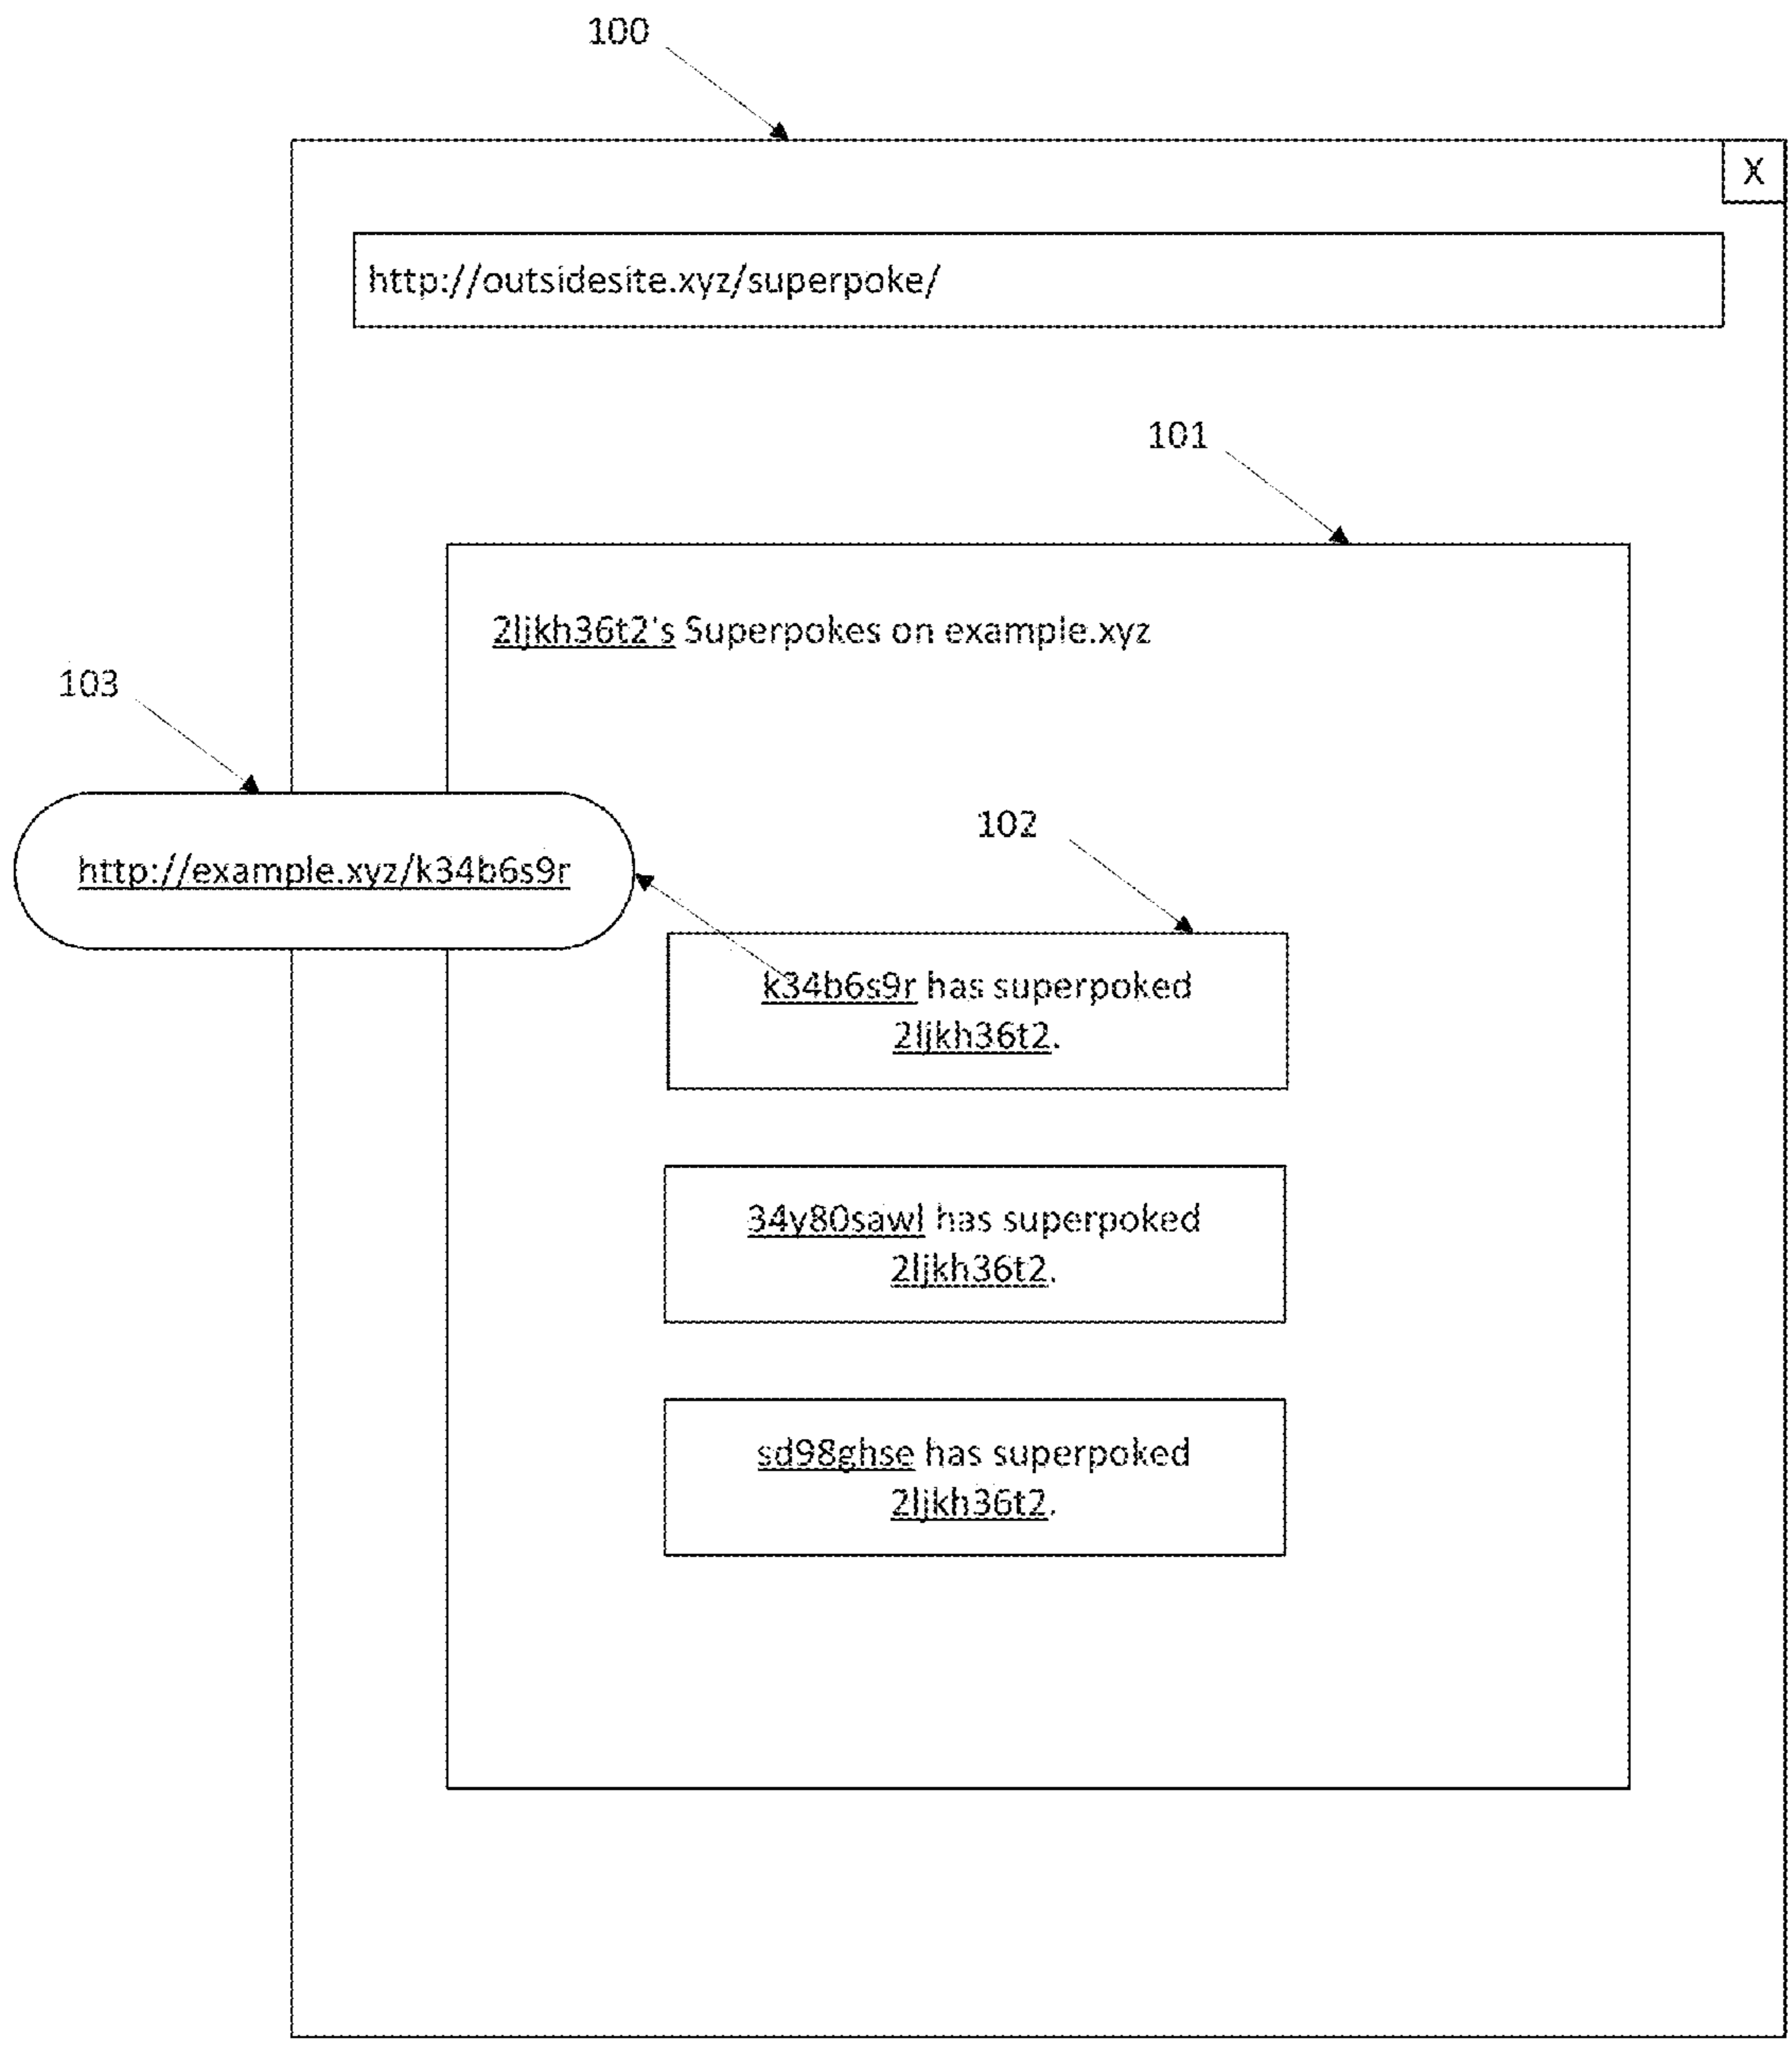 100
X
http://outsidesite.xyz/superpoke/
101
2ljkh36t2's Superpokes on example.xyz
103
102
http://example.xyz/k34b6s9r
k34b6s9r has superpoked
2ljkh36t2.
34y80sawl has superpoked
2ljkh36t2.
sd98ghse has superpoked
2ljkh36t2.